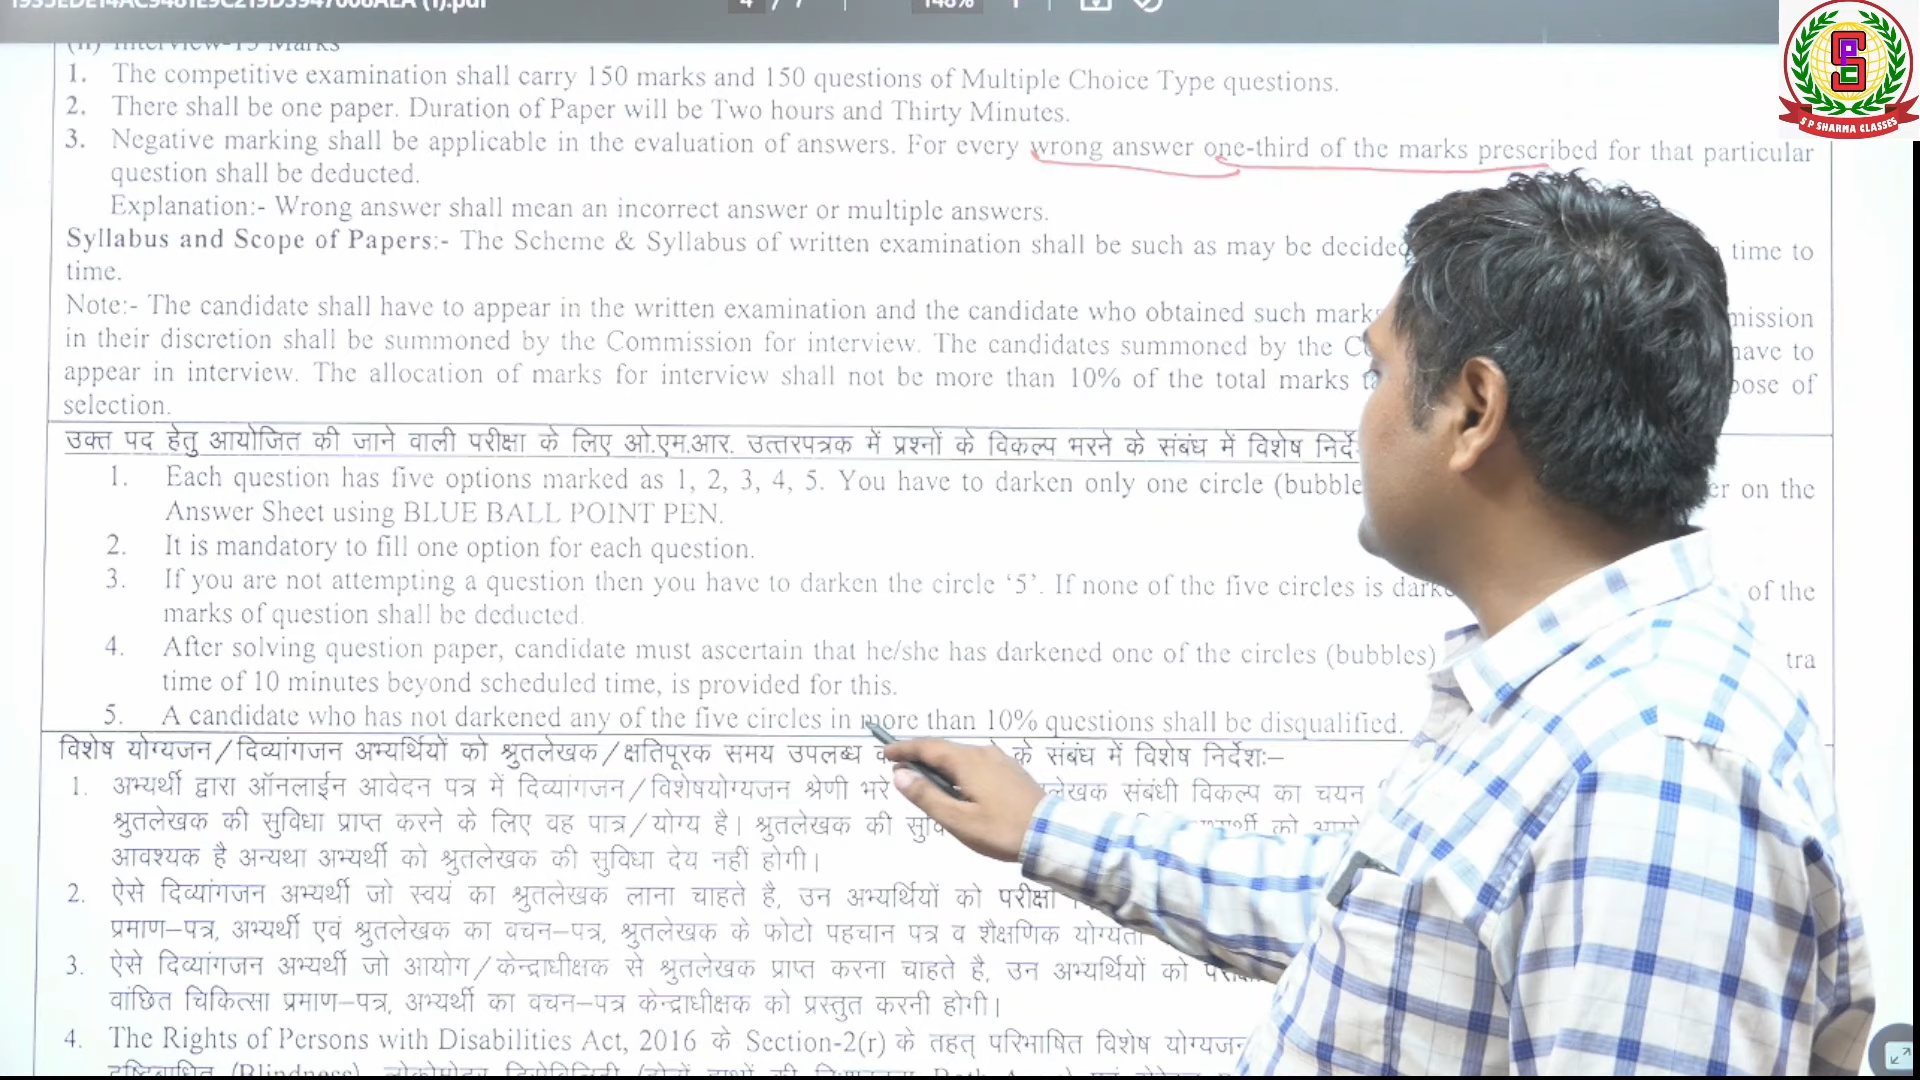 4 / 7
148%
S P SHARMA CLASSES
(ii) Interview-15 Marks
1. The competitive examination shall carry 150 marks and 150 questions of Multiple Choice Type questions.
2. There shall be one paper. Duration of Paper will be Two hours and Thirty Minutes.
3. Negative marking shall be applicable in the evaluation of answers. For every wrong answer one-third of the marks prescribed for that particular
question shall be deducted.
Explanation:- Wrong answer shall mean an incorrect answer or multiple answers.
Syllabus and Scope of Papers:- The Scheme & Syllabus of written examination shall be such as may be decided time to
time.
Note:- The candidate shall have to appear in the written examination and the candidate who obtained such marks
in their discretion shall be summoned by the Commission for interview. The candidates summoned by the have to
appear in interview. The allocation of marks for interview shall not be more than 10% of the total marks of
selection.
उक्त पद हेतु आयोजित की जाने वाली परीक्षा के लिए ओ.एम.आर. उत्तरपत्रक में प्रश्नों के विकल्प भरने के संबंध में विशेष
1. Each question has five options marked as 1, 2, 3, 4, 5. You have to darken only one circle (bubble on the
Answer Sheet using BLUE BALL POINT PEN.
2. It is mandatory to fill one option for each question.
3. If you are not attempting a question then you have to darken the circle ‘5’. If none of the five circles is of the
marks of question shall be deducted.
4. After solving question paper, candidate must ascertain that he/she has darkened one of the circles (bubbles) tra
time of 10 minutes beyond scheduled time, is provided for this.
5. A candidate who has not darkened any of the five circles in more than 10% questions shall be disqualified.
विशेष योग्यजन/दिव्यांगजन अभ्यर्थियों को श्रुतलेखक/क्षतिपूरक समय उपलब्ध के संबंध में विशेष निर्देशः–
1. अभ्यर्थी द्वारा ऑनलाईन आवेदन पत्र में दिव्यांगजन/विशेषयोग्यजन श्रेणी भरे लेखक संबंधी विकल्प का चयन
श्रुतलेखक की सुविधा प्राप्त करने के लिए वह पात्र/योग्य है। श्रुतलेखक की को
आवश्यक है अन्यथा अभ्यर्थी को श्रुतलेखक की सुविधा देय नहीं होगी।
2. ऐसे दिव्यांगजन अभ्यर्थी जो स्वयं का श्रुतलेखक लाना चाहते है, उन अभ्यर्थियों को परीक्षा
प्रमाण–पत्र, अभ्यर्थी एवं श्रुतलेखक का वचन–पत्र, श्रुतलेखक के फोटो पहचान पत्र व शैक्षणिक योग्यता
3. ऐसे दिव्यांगजन अभ्यर्थी जो आयोग/केन्द्राधीक्षक से श्रुतलेखक प्राप्त करना चाहते है, उन अभ्यर्थियों को
वांछित चिकित्सा प्रमाण–पत्र, अभ्यर्थी का वचन–पत्र केन्द्राधीक्षक को प्रस्तुत करनी होगी।
4. The Rights of Persons with Disabilities Act, 2016 के Section-2(r) के तहत् परिभाषित विशेष योग्यजन
(Blindness)